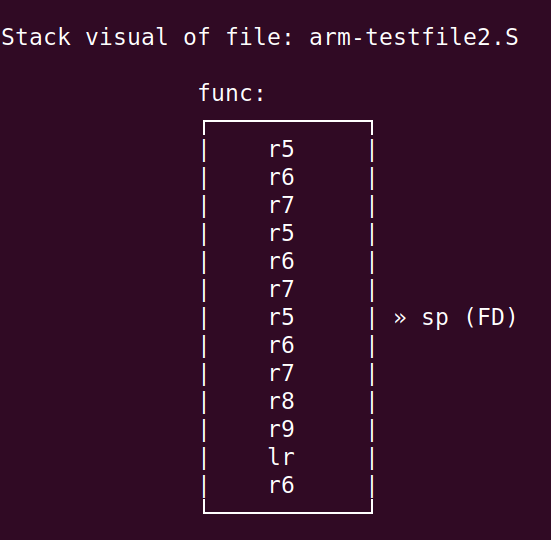 Stack visual of file: arm-testfile2.S
func:
r5
r6
r7
r5
r6
r7
r5 » sp (FD)
r6
r7
r8
r9
lr
r6